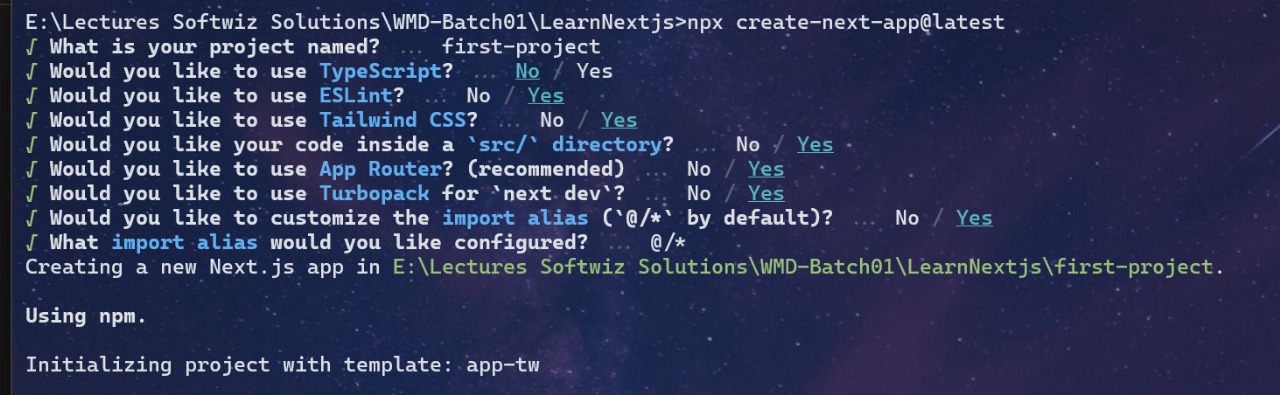 E:\Lectures Softwiz Solutions\WMD-Batch01\LearnNextjs>npx create-next-app@latest
√ What is your project named? ... first-project
√ Would you like to use TypeScript? ... No / Yes
√ Would you like to use ESLint? ... No / Yes
√ Would you like to use Tailwind CSS? ... No / Yes
√ Would you like your code inside a `src/` directory? ... No / Yes
√ Would you like to use App Router? (recommended) ... No / Yes
√ Would you like to use Turbopack for `next dev`? ... No / Yes
√ Would you like to customize the import alias (`@/*` by default)? ... No / Yes
√ What import alias would you like configured? ... @/*
Creating a new Next.js app in E:\Lectures Softwiz Solutions\WMD-Batch01\LearnNextjs\first-project.
Using npm.
Initializing project with template: app-tw